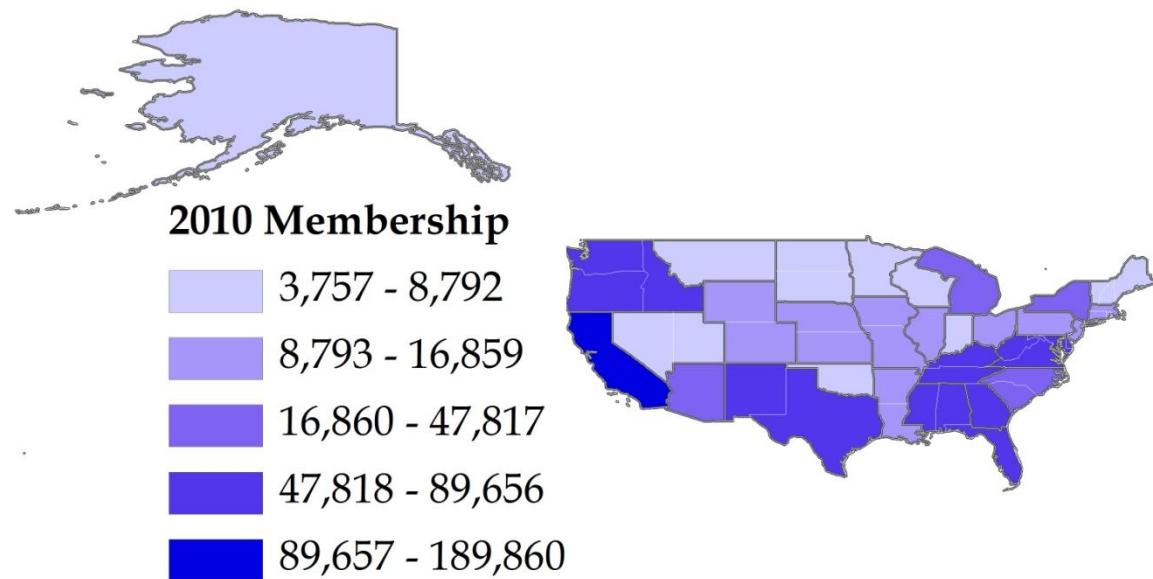 2010 Membership
3,757 - 8,792
8,793 - 16,859
16,860 - 47,817
47,818 - 89,656
89,657 - 189,860